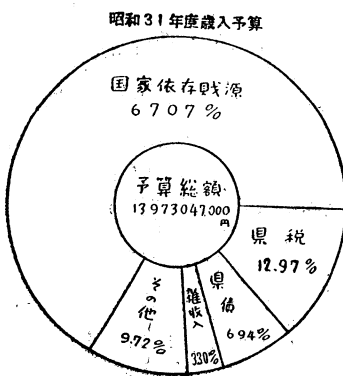 昭和31年度歳入予算
国家依存財源
6707%
予算総額
13973047.000
円
県税
12.97%
県債
694%
雑収入
330%
その他
9.72%